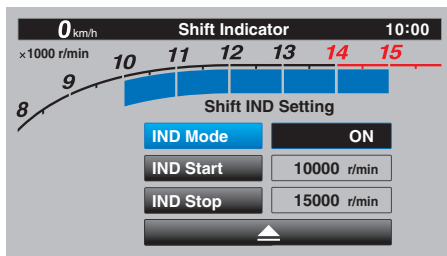 0 km/h Shift Indicator 10:00
×1000 r/min
8 9 10 11 12 13 14 15
Shift IND Setting
IND Mode ON
IND Start 10000 r/min
IND Stop 15000 r/min